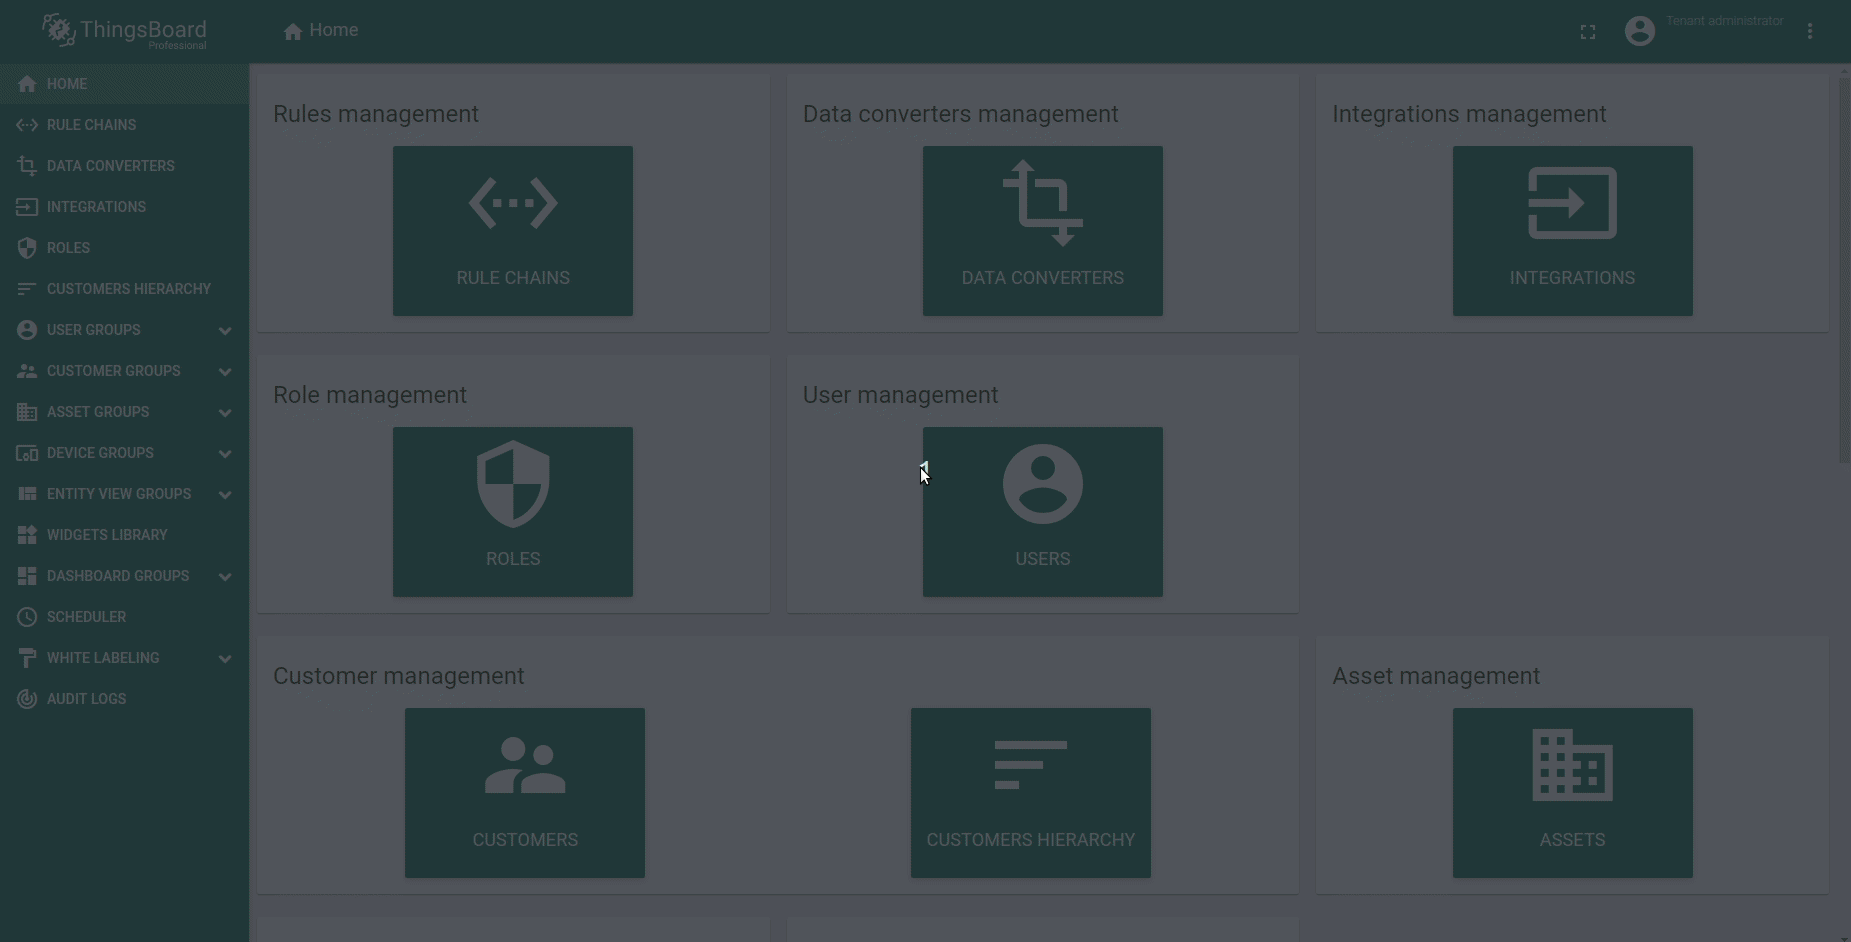 ThingsBoard
Professional
Home
Tenant administrator
HOME
RULE CHAINS
DATA CONVERTERS
INTEGRATIONS
ROLES
CUSTOMERS HIERARCHY
USER GROUPS
CUSTOMER GROUPS
ASSET GROUPS
DEVICE GROUPS
ENTITY VIEW GROUPS
WIDGETS LIBRARY
DASHBOARD GROUPS
SCHEDULER
WHITE LABELING
AUDIT LOGS
Rules management
RULE CHAINS
Data converters management
DATA CONVERTERS
Integrations management
INTEGRATIONS
Role management
ROLES
User management
USERS
Customer management
CUSTOMERS
CUSTOMERS HIERARCHY
Asset management
ASSETS